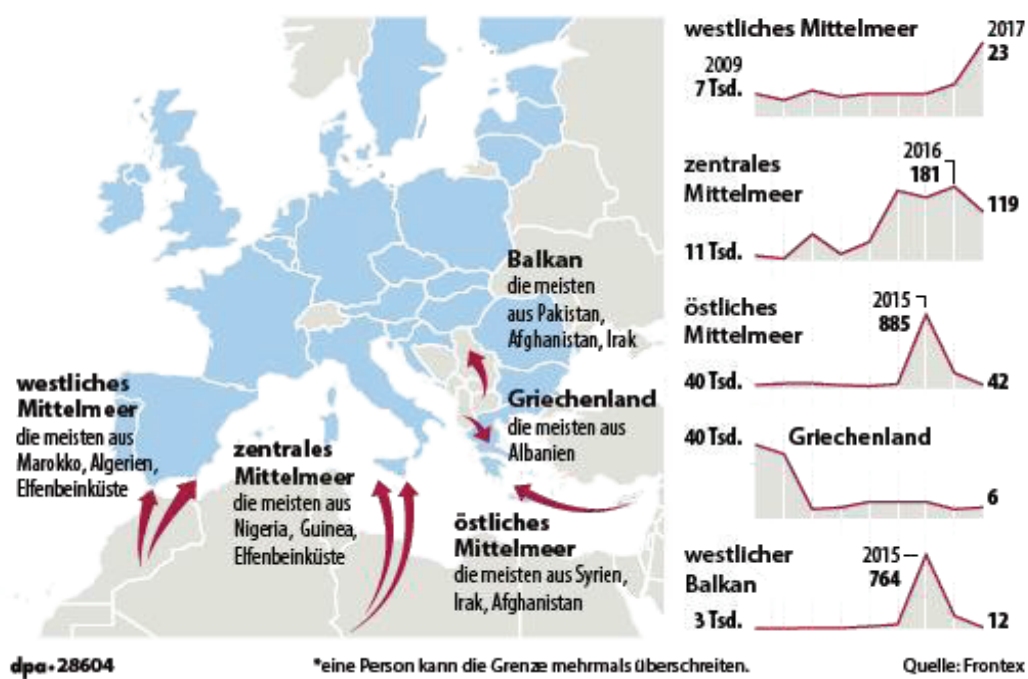 Balkan
die meisten
aus Pakistan,
Afghanistan, Irak
westliches
Mittelmeer
die meisten aus
Marokko, Algerien,
Elfenbeinküste
zentrales
Mittelmeer
die meisten aus
Nigeria, Guinea,
Elfenbeinküste
Griechenland
die meisten aus
Albanien
östliches
Mittelmeer
die meisten aus Syrien,
Irak, Afghanistan
westliches Mittelmeer
2017
23
2009
7 Tsd.
zentrales
Mittelmeer
2016
181
119
11 Tsd.
östliches
Mittelmeer
2015
885
40 Tsd.
42
40 Tsd.
Griechenland
6
westlicher
Balkan
2015
764
3 Tsd.
12
dpa•28604
*eine Person kann die Grenze mehrmals überschreiten.
Quelle: Frontex